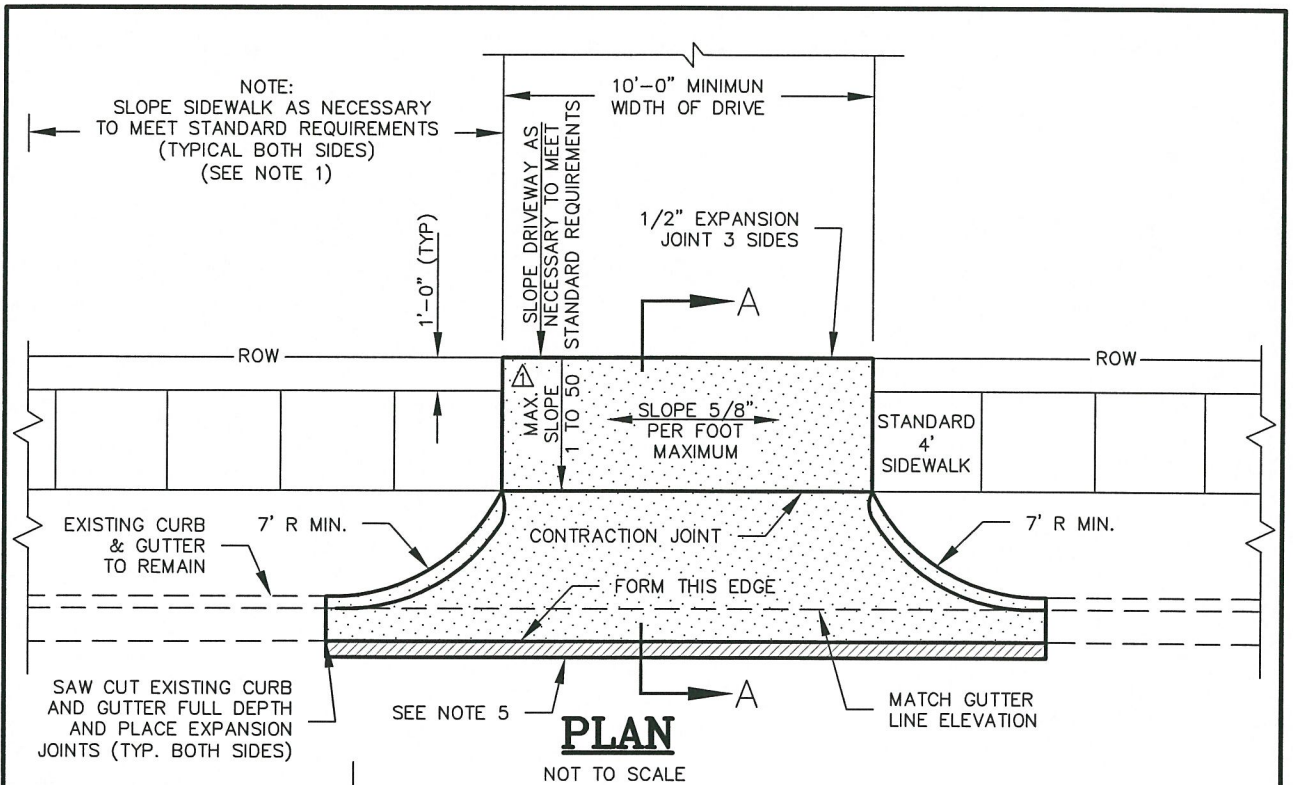 NOTE:
SLOPE SIDEWALK AS NECESSARY
TO MEET STANDARD REQUIREMENTS
(TYPICAL BOTH SIDES)
(SEE NOTE 1)
10'-0" MINIMUN
WIDTH OF DRIVE
SLOPE DRIVEWAY AS
NECESSARY TO MEET
STANDARD REQUIREMENTS
1/2" EXPANSION
JOINT 3 SIDES
1'-0" (TYP)
A
ROW
ROW
1
MAX.
SLOPE
1 TO 50
SLOPE 5/8"
PER FOOT
MAXIMUM
STANDARD
4'
SIDEWALK
EXISTING CURB
& GUTTER
TO REMAIN
7' R MIN.
CONTRACTION JOINT
7' R MIN.
FORM THIS EDGE
SAW CUT EXISTING CURB
AND GUTTER FULL DEPTH
AND PLACE EXPANSION
JOINTS (TYP. BOTH SIDES)
SEE NOTE 5
A
MATCH GUTTER
LINE ELEVATION
PLAN
NOT TO SCALE